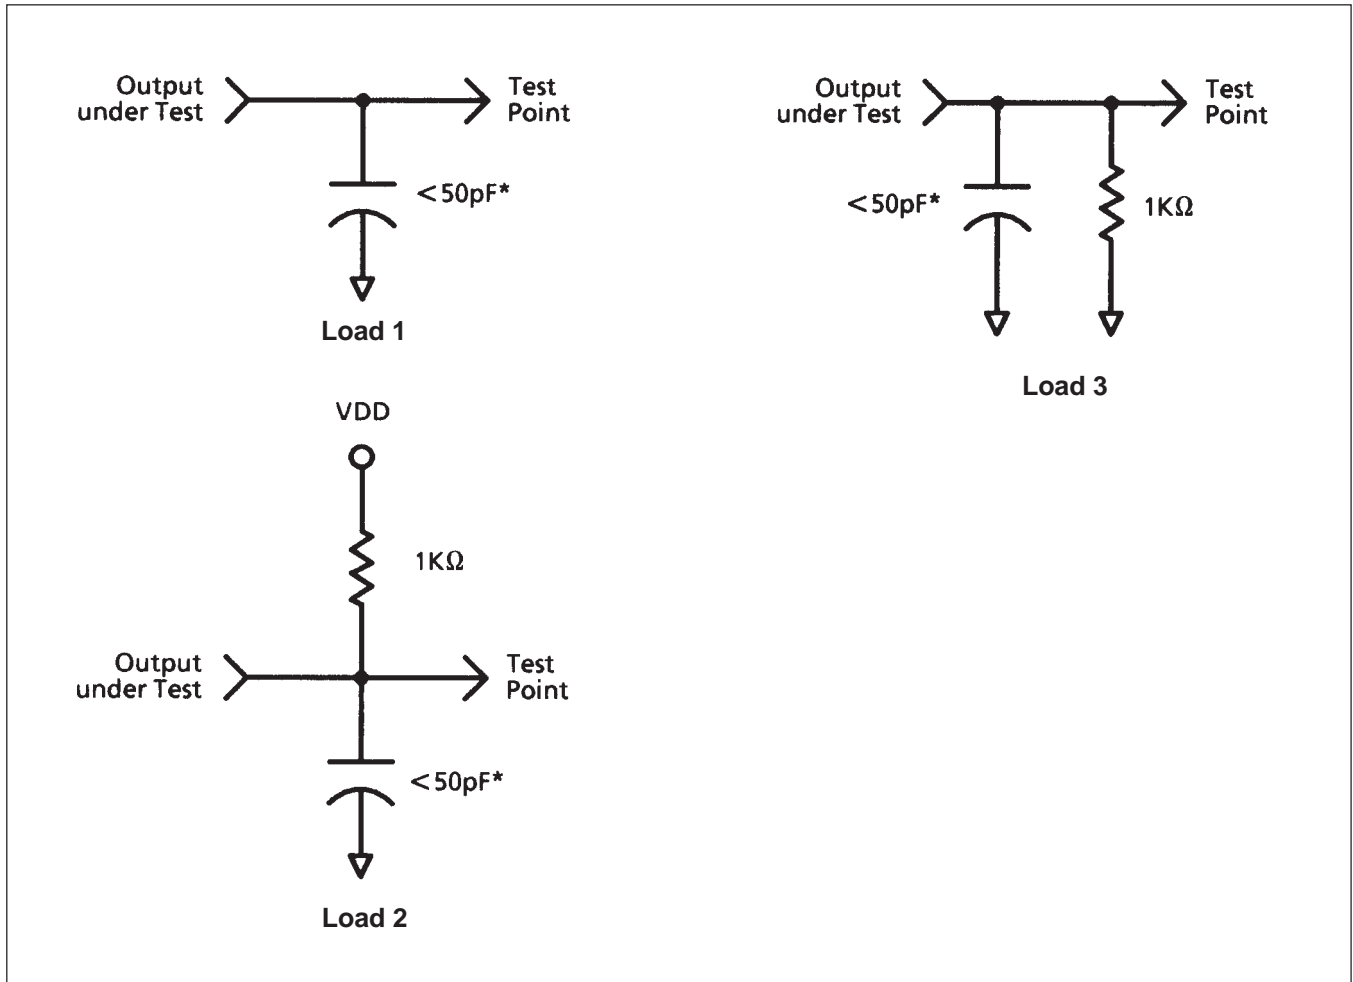 Output
under Test
Test
Point
<50pF*
Load 1
Output
under Test
Test
Point
<50pF*
1KΩ
Load 3
VDD
1KΩ
Output
under Test
Test
Point
<50pF*
Load 2